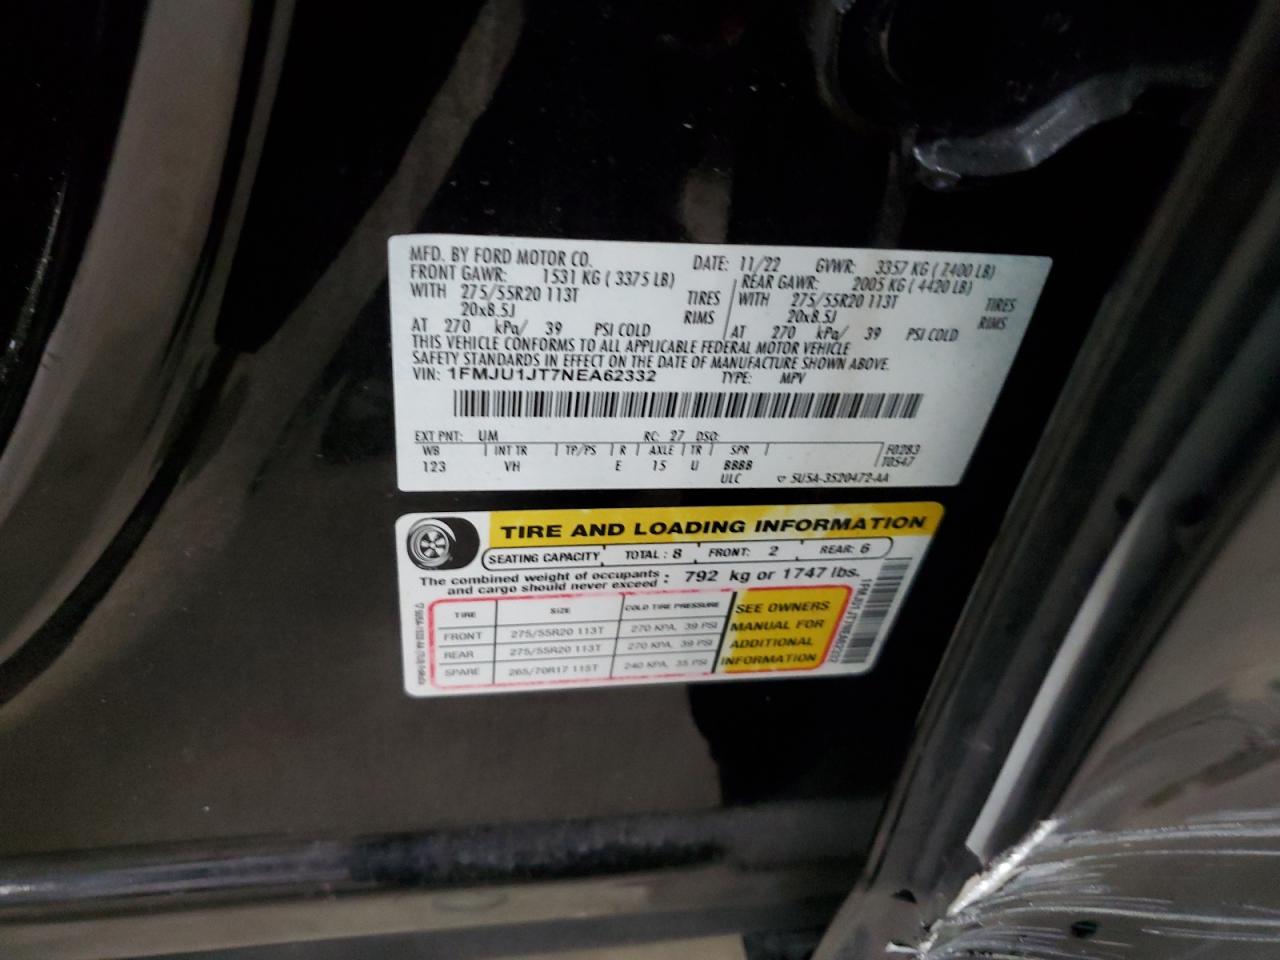 MFD. BY FORD MOTOR CO.
DATE: 11/22 GVWR: 3357 KG ( 7400 LB)
FRONT GAWR: 1531 KG ( 3375 LB) REAR GAWR: 2005 KG ( 4420 LB)
WITH 275/55R20 113T TIRES WITH 275/55R20 113T TIRES
20x8.5J RIMS 20x8.5J RIMS
AT 270 kPa/ 39 PSI COLD AT 270 kPa/ 39 PSI COLD
THIS VEHICLE CONFORMS TO ALL APPLICABLE FEDERAL MOTOR VEHICLE
SAFETY STANDARDS IN EFFECT ON THE DATE OF MANUFACTURE SHOWN ABOVE.
VIN: 1FMJU1JT7NEA62332 TYPE: MPV
EXT PNT: UM RC: 27 DSO:
WB INT TR TP/PS R AXLE TR SPR F0283
123 VH E 15 U BBBB T0547
ULC 5U5A-3520472-AA
TIRE AND LOADING INFORMATION
SEATING CAPACITY TOTAL : 8 FRONT: 2 REAR: 6
The combined weight of occupants
and cargo should never exceed : 792 kg or 1747 lbs.
TIRE SIZE COLD TIRE PRESSURE
FRONT 275/55R20 113T 270 KPA, 39 PSI
REAR 275/55R20 113T 270 KPA, 39 PSI
SPARE 265/70R17 115T 240 KPA, 35 PSI
SEE OWNERS
MANUAL FOR
ADDITIONAL
INFORMATION
1FMJU1JT7NEA62332